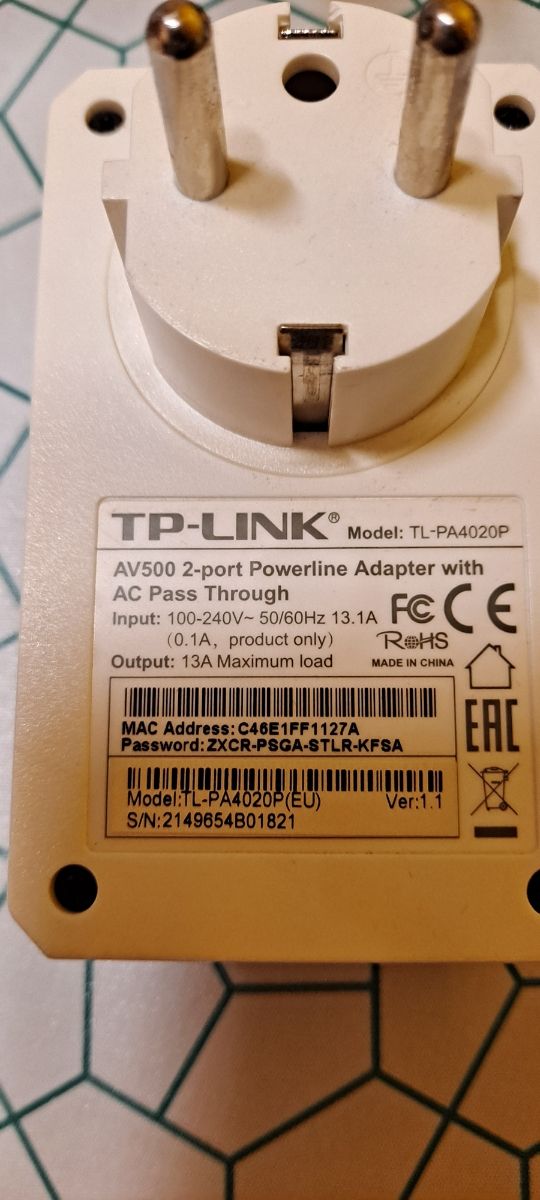 TP-LINK® Model: TL-PA4020P
AV500 2-port Powerline Adapter with
AC Pass Through
Input: 100-240V~ 50/60Hz 13.1A
(0.1A, product only)
Output: 13A Maximum load
FC CE
RoHS
MADE IN CHINA
EAC
MAC Address:C46E1FF1127A
Password:ZXCR-PSGA-STLR-KFSA
Model:TL-PA4020P(EU) Ver:1.1
S/N:2149654B01821